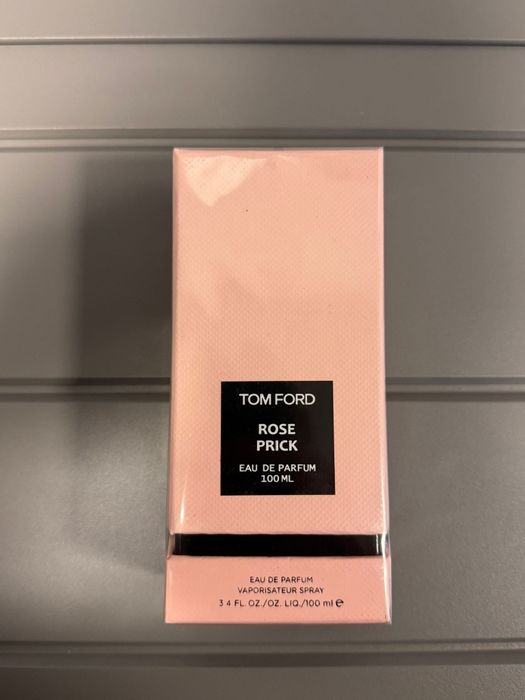 TOM FORD
ROSE
PRICK
EAU DE PARFUM
100 ML
EAU DE PARFUM
VAPORISATEUR SPRAY
3 4 FL. OZ./OZ. LIQ./100 ml ℮